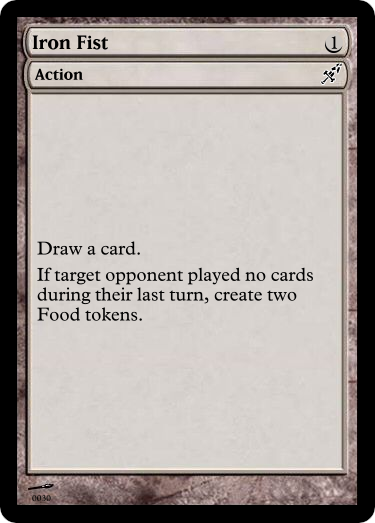 Iron Fist 1
Action
Draw a card.
If target opponent played no cards
during their last turn, create two
Food tokens.
0030